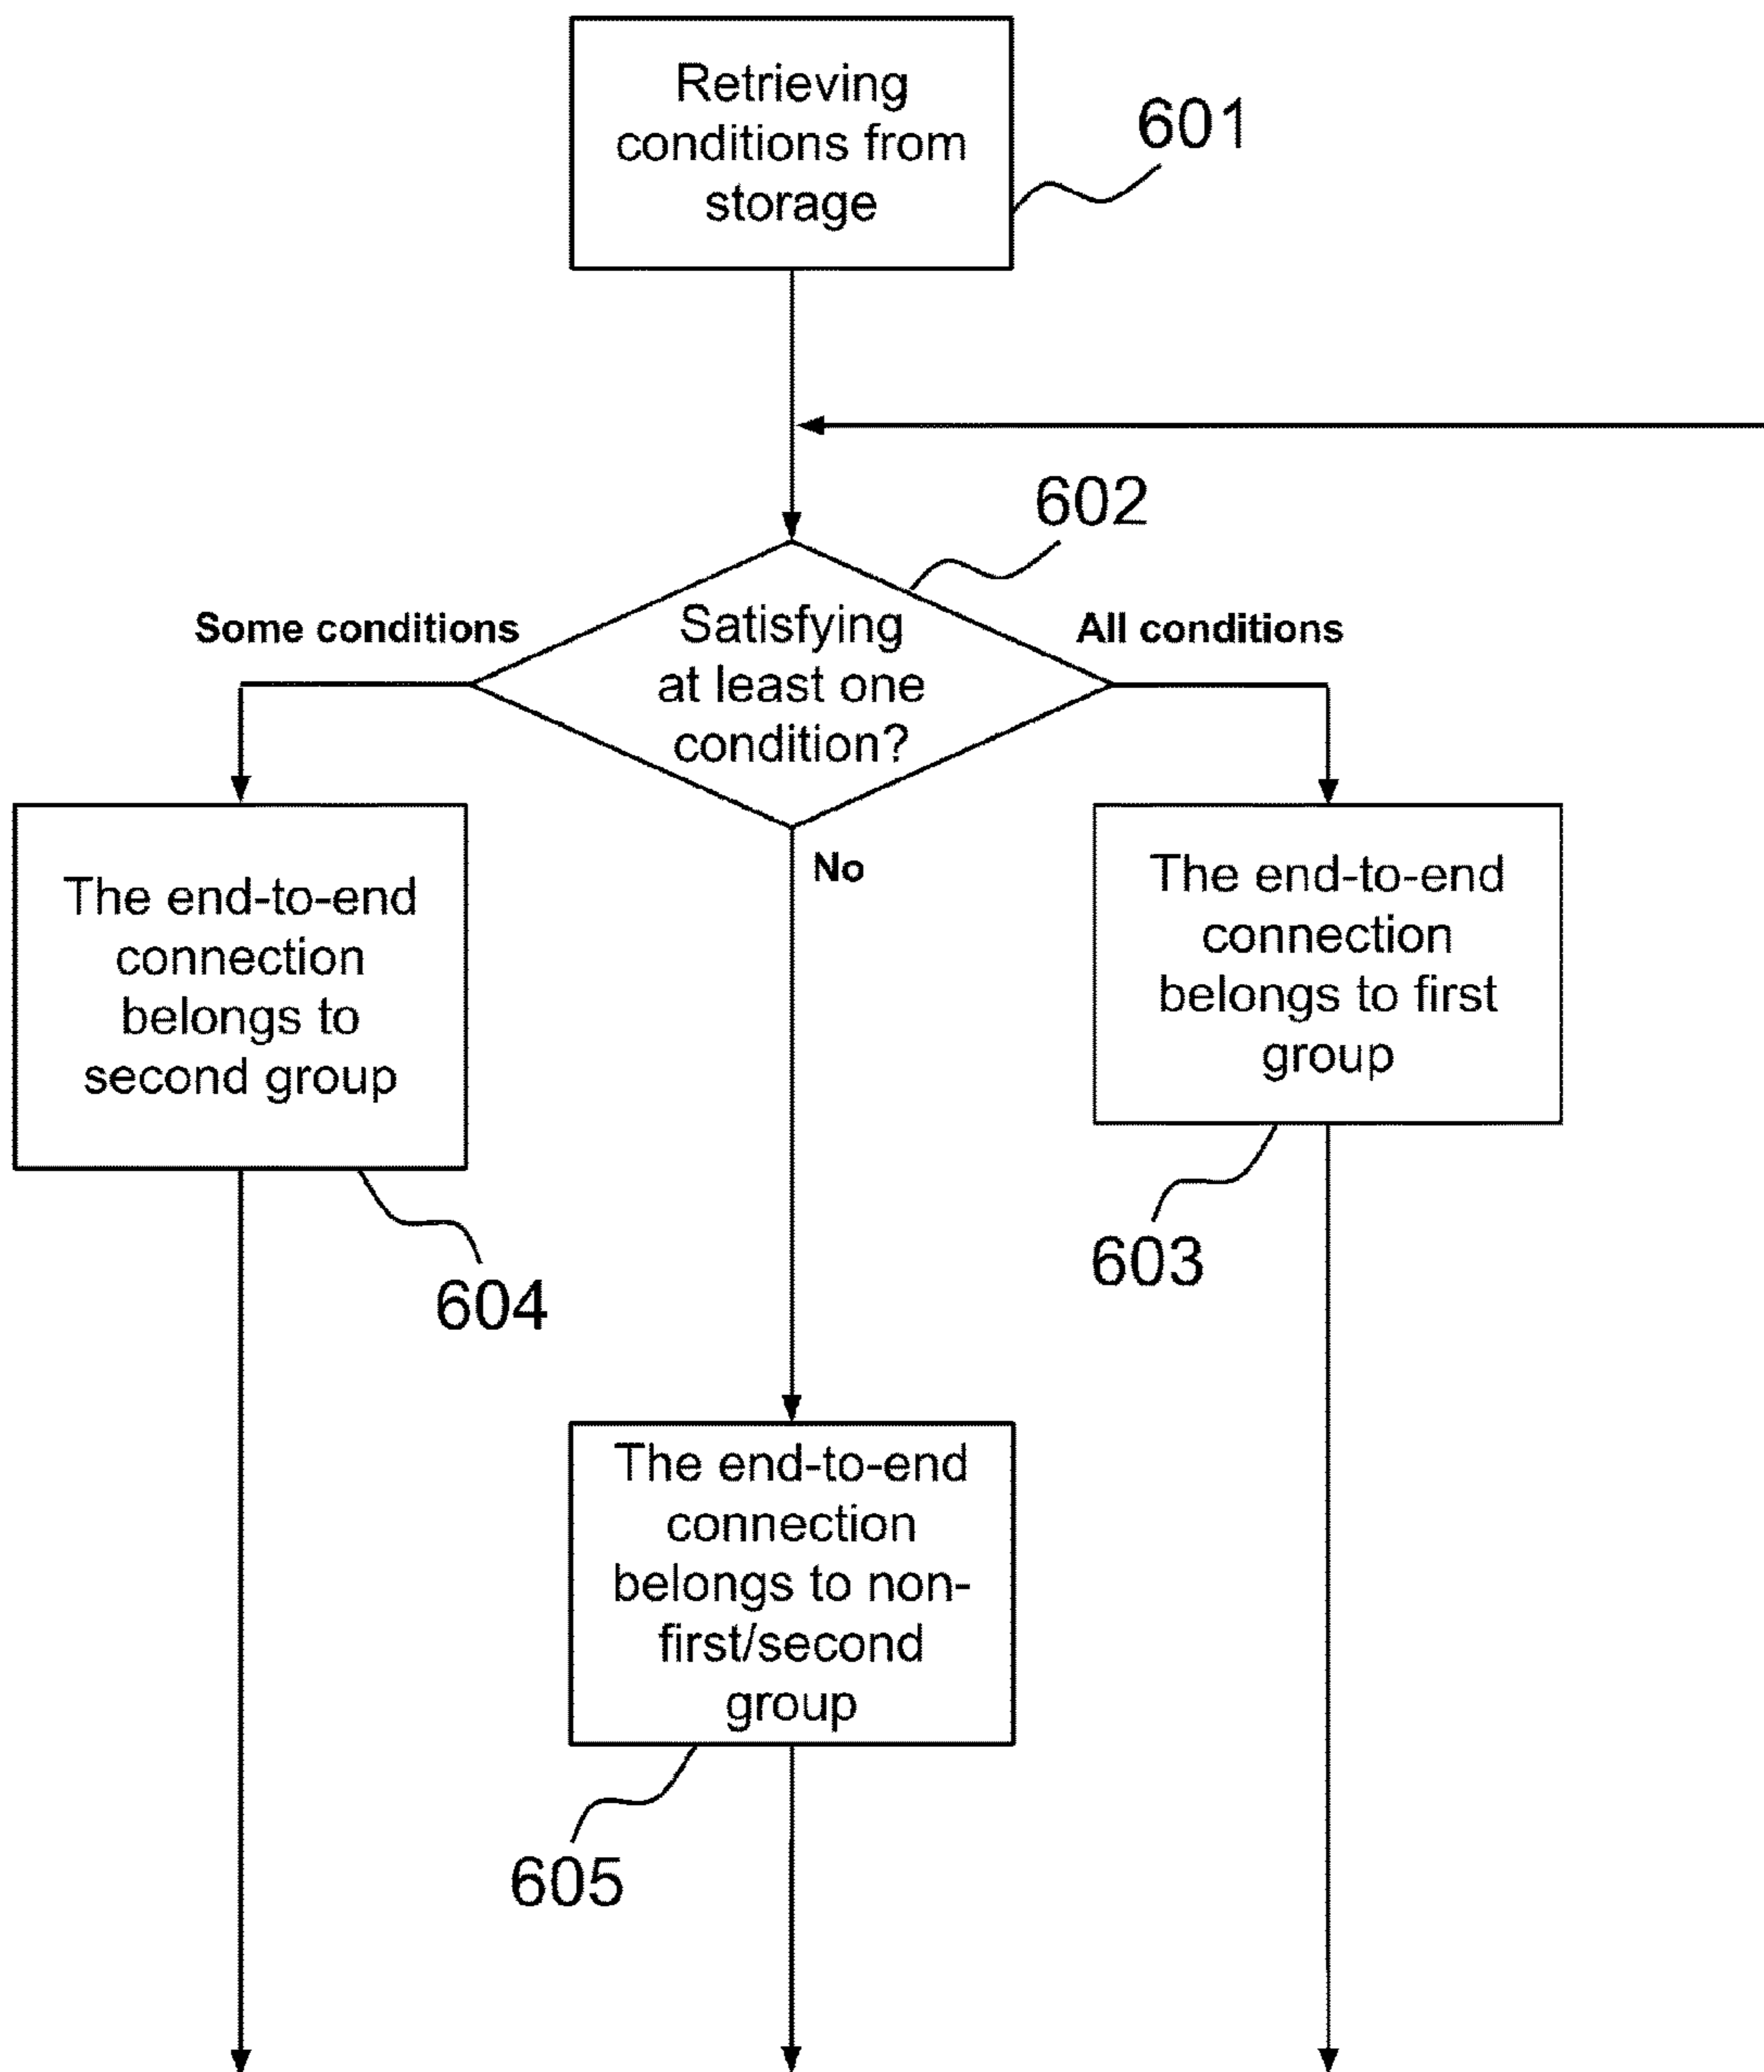 Retrieving
conditions from
storage
601
602
Some conditions
Satisfying
at least one
condition?
All conditions
No
The end-to-end
connection
belongs to
second group
604
The end-to-end
connection
belongs to first
group
603
The end-to-end
connection
belongs to non-
first/second
group
605